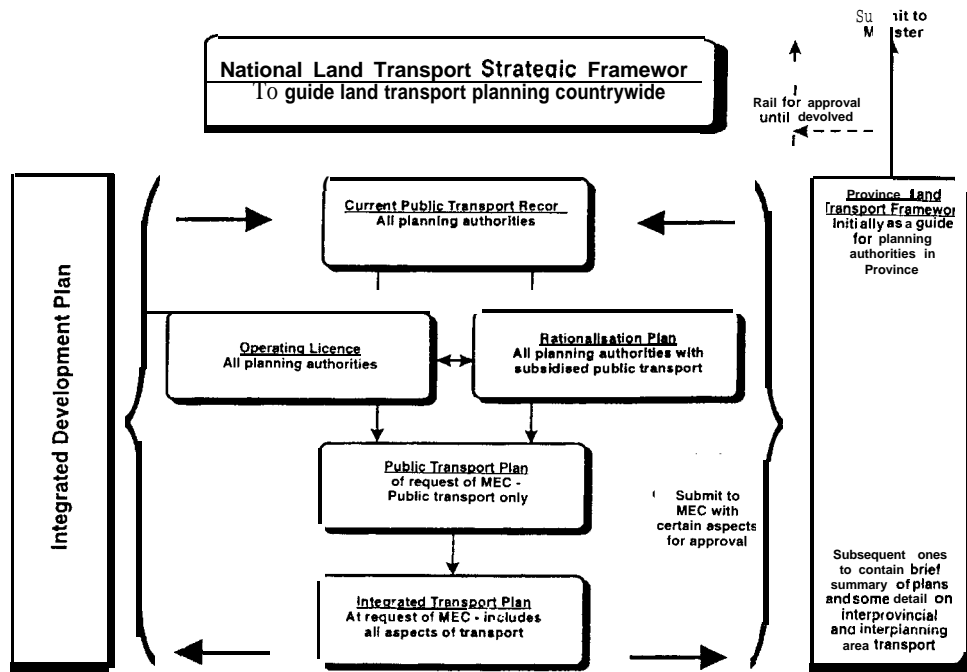 Su nit to
M ster
National Land Transport Strategic Framewor
To guide land transport planning countrywide
Rail for approval
until devolved
Integrated Development Plan
Current Public Transport Recor
All planning authorities
Province Land
Transport Framewor
Initially as a guide
for planning
authorities in
Province
Operating Licence
All planning authorities
Rationalisation Plan
All planning authorities with
subsidised public transport
Public Transport Plan
of request of MEC -
Public transport only
Submit to
MEC with
certain aspects
for approval
Integrated Transport Plan
At request of MEC - includes
all aspects of transport
Subsequent ones
to contain brief
summary of plans
and some detail on
interprovincial
and interplanning
area transport